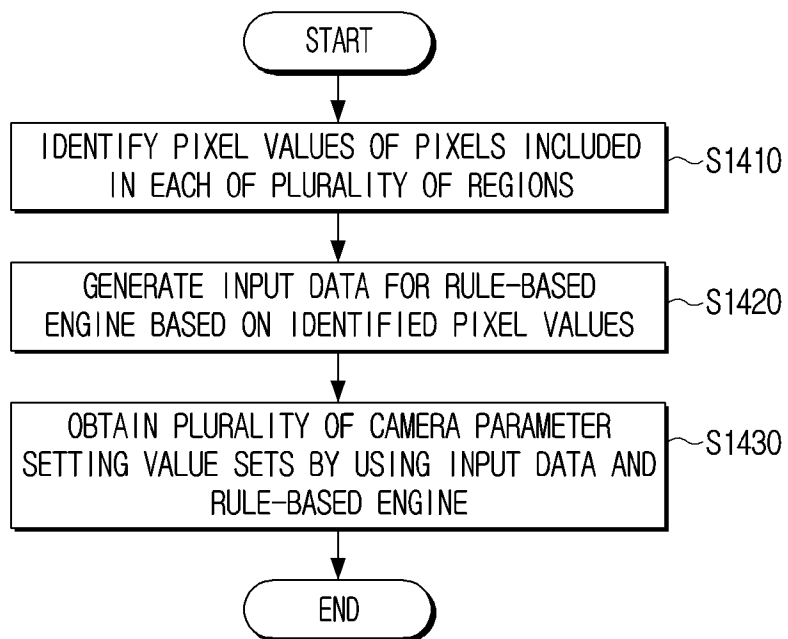 START
IDENTIFY PIXEL VALUES OF PIXELS INCLUDED
IN EACH OF PLURALITY OF REGIONS
S1410
GENERATE INPUT DATA FOR RULE-BASED
ENGINE BASED ON IDENTIFIED PIXEL VALUES
S1420
OBTAIN PLURALITY OF CAMERA PARAMETER
SETTING VALUE SETS BY USING INPUT DATA AND
RULE-BASED ENGINE
S1430
END